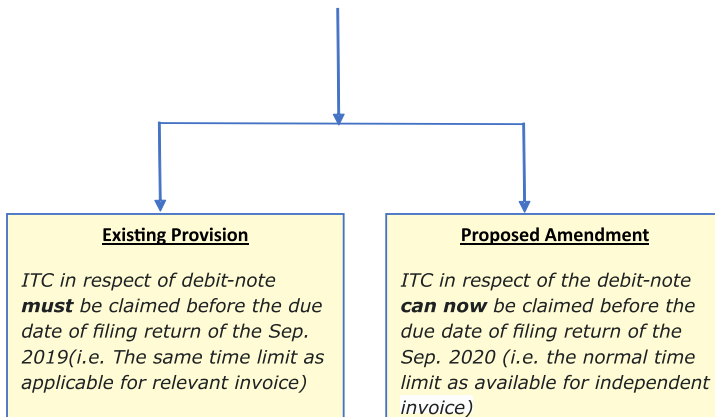 Existing Provision
ITC in respect of debit-note
must be claimed before the due
date of filing return of the Sep.
2019(i.e. The same time limit as
applicable for relevant invoice)
Proposed Amendment
ITC in respect of the debit-note
can now be claimed before the
due date of filing return of the
Sep. 2020 (i.e. the normal time
limit as available for independent
invoice)